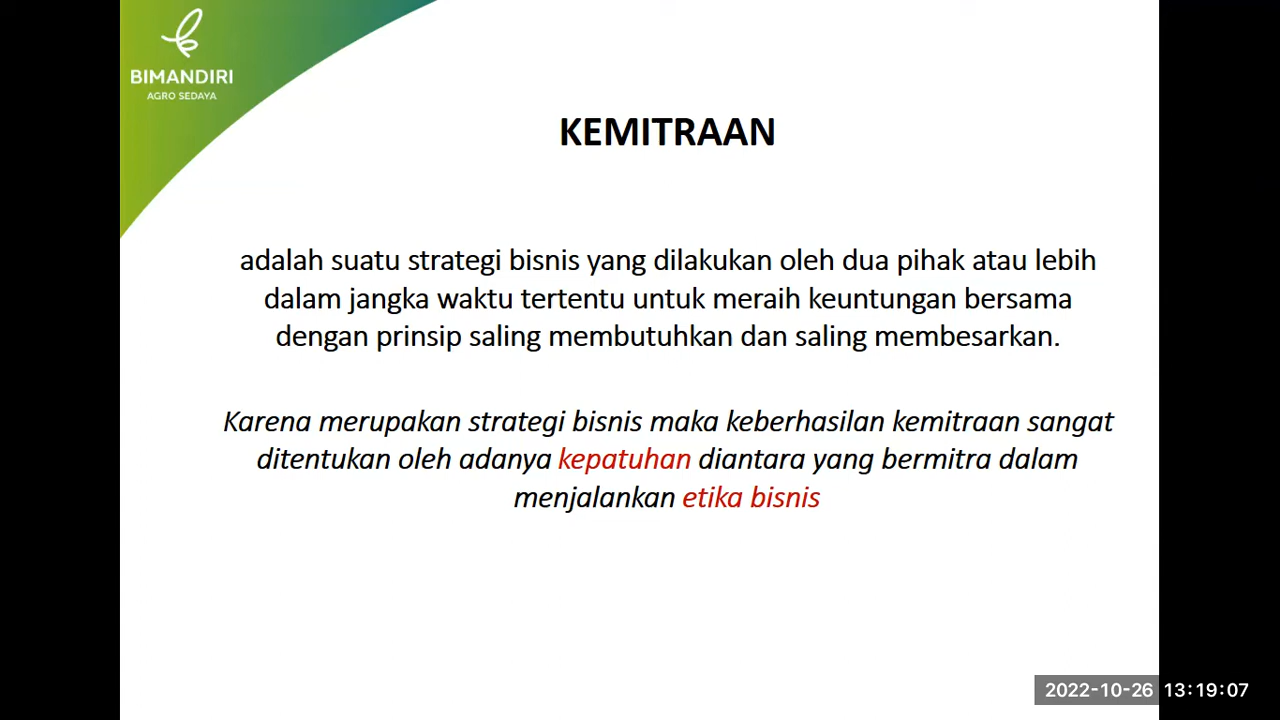 BIMANDIRI
AGRO SEDAYA
KEMITRAAN
adalah suatu strategi bisnis yang dilakukan oleh dua pihak atau lebih
dalam jangka waktu tertentu untuk meraih keuntungan bersama
dengan prinsip saling membutuhkan dan saling membesarkan.
Karena merupakan strategi bisnis maka keberhasilan kemitraan sangat
ditentukan oleh adanya kepatuhan diantara yang bermitra dalam
menjalankan etika bisnis
2022-10-26 13:19:07